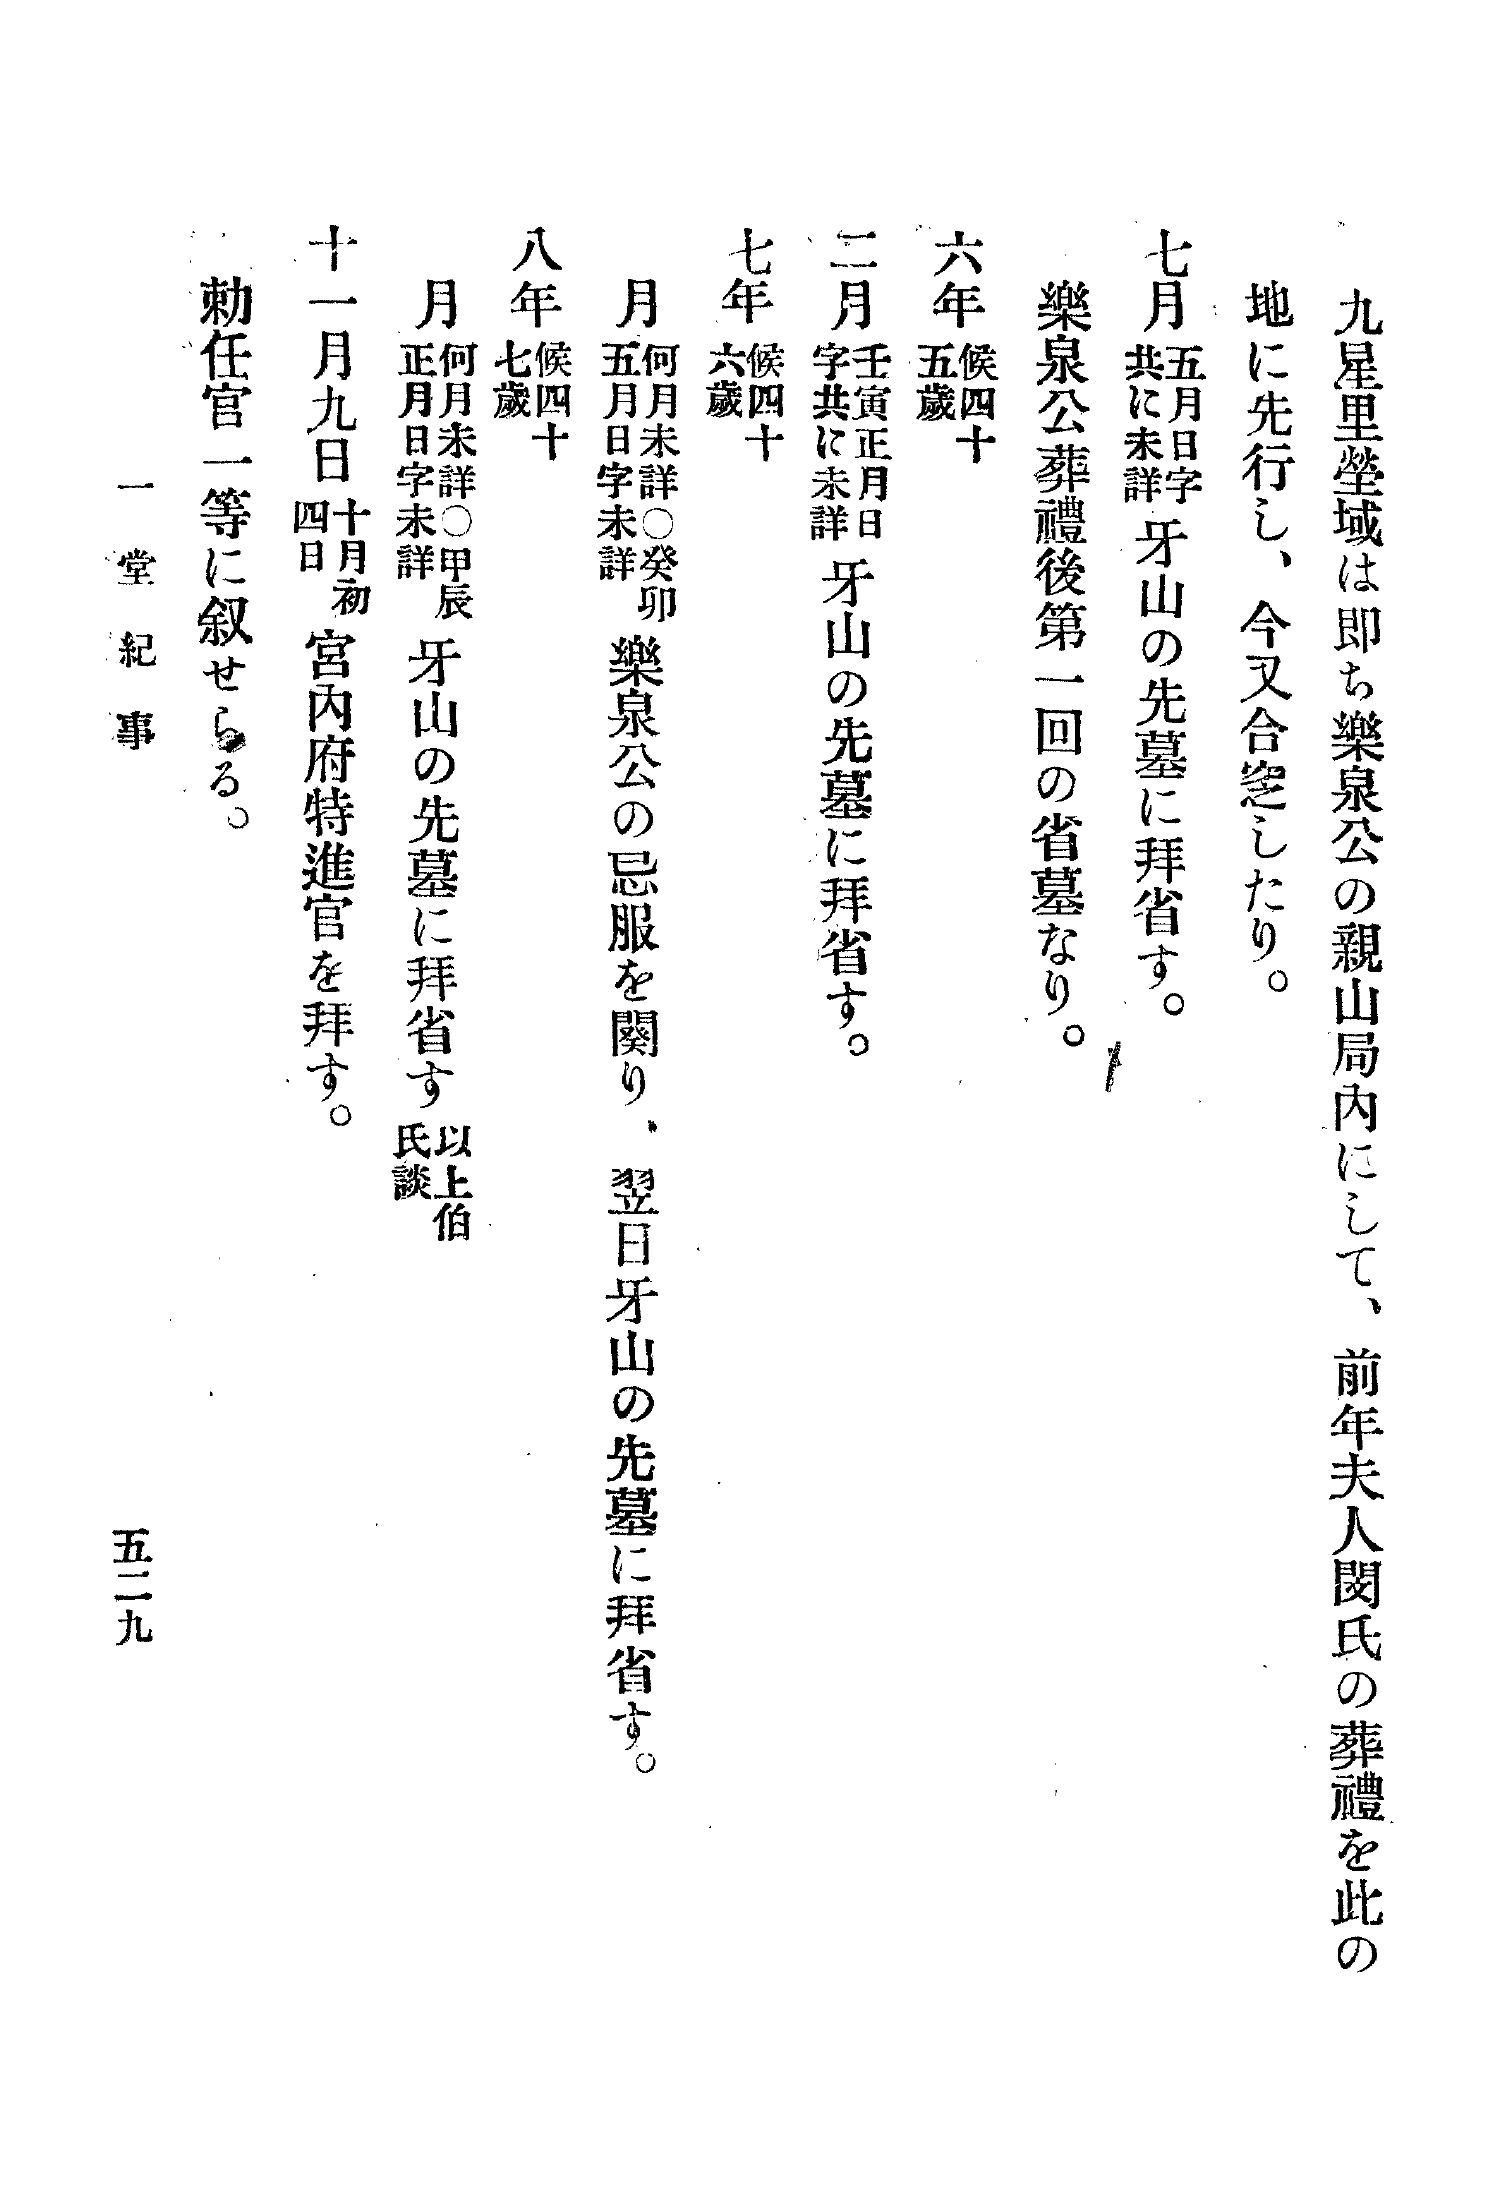 九星里塋域は即ち樂泉公の親山局内にして、前年夫人閔氏の葬禮を此の
地に先行し、今又合窆したり。
七月五月日字共に未詳牙山の先墓に拜省す。
樂泉公葬禮後第一回の省墓なり。
六年候四十五歲
二月壬寅正月日字共に未詳牙山の先墓に拜省す。
七年候四十六歲
月何月未詳○癸卯五月日字未詳樂泉公の忌服を闋り、翌日牙山の先墓に拜省す。
八年候四十七歲
月何月未詳○甲辰正月日字未詳牙山の先墓に拜省す以上伯氏談
十一月九日十月初四日宮内府特進官を拜す。
勅任官一等に叙せらる。
一堂紀事
五二九